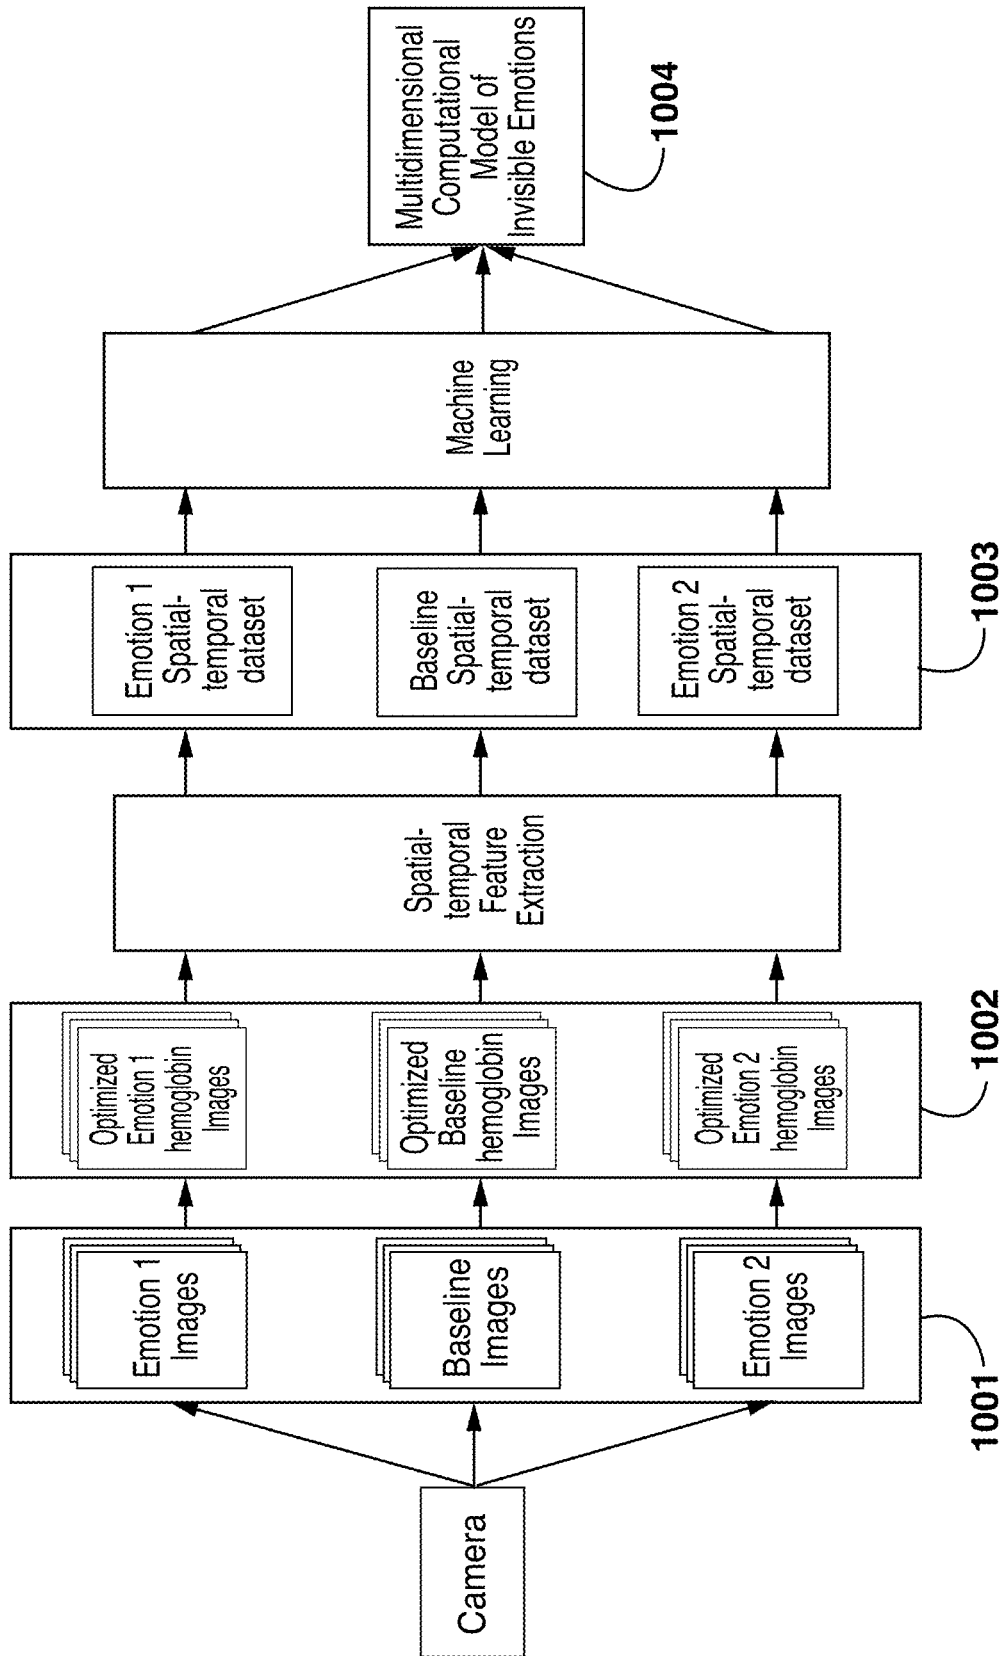 Camera
Emotion 1
Images
Baseline
Images
Emotion 2
Images
1001
Optimized
Emotion 1
hemoglobin
Images
Optimized
Baseline
hemoglobin
Images
Optimized
Emotion 2
hemoglobin
Images
1002
Spatial-
temporal
Feature
Extraction
Emotion 1
Spatial-
temporal
dataset
Baseline
Spatial-
temporal
dataset
Emotion 2
Spatial-
temporal
dataset
1003
Machine
Learning
Multidimensional
Computational
Model of
Invisible Emotions
1004